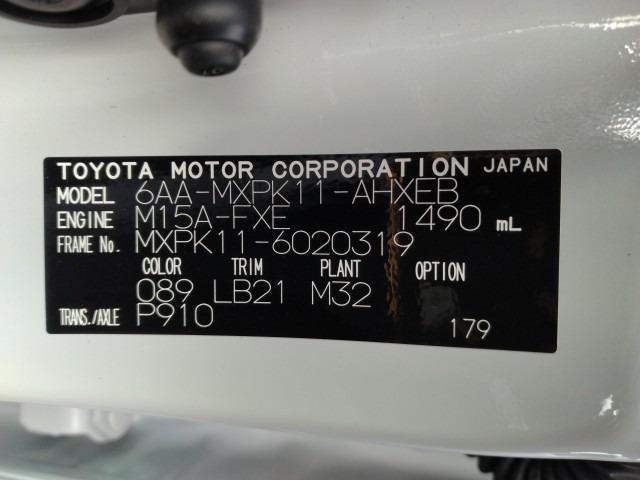 TOYOTA MOTOR CORPORATION JAPAN
MODEL 6AA-MXPK11-AHXEB
ENGINE M15A-FXE 1490 mL
FRAME No. MXPK11-6020319
COLOR TRIM PLANT OPTION
089 LB21 M32
TRANS./AXLE P910
179